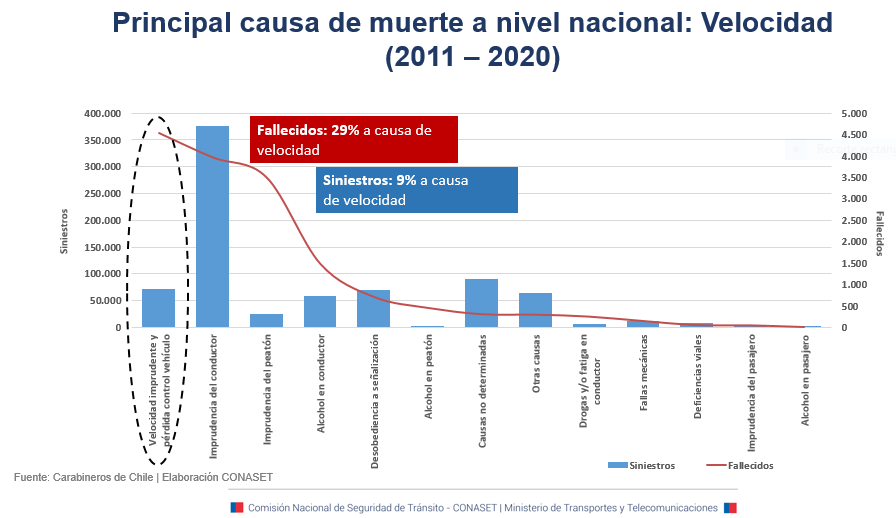 Principal causa de muerte a nivel nacional: Velocidad
(2011 – 2020)
400.000
350.000
300.000
250.000
200.000
150.000
100.000
50.000
0
Siniestros
5.000
4.500
4.000
3.500
3.000
2.500
2.000
1.500
1.000
500
0
Fallecidos
Fallecidos: 29% a causa de
velocidad
Siniestros: 9% a causa
de velocidad
Velocidad imprudente y
pérdida control vehículo
Imprudencia del conductor
Imprudencia del peatón
Alcohol en conductor
Desobediencia a señalización
Alcohol en peatón
Causas no determinadas
Otras causas
Drogas y/o fatiga en
conductor
Fallas mecánicas
Deficiencias viales
Imprudencia del pasajero
Alcohol en pasajero
Siniestros
Fallecidos
Fuente: Carabineros de Chile | Elaboración CONASET
Comisión Nacional de Seguridad de Tránsito - CONASET | Ministerio de Transportes y Telecomunicaciones